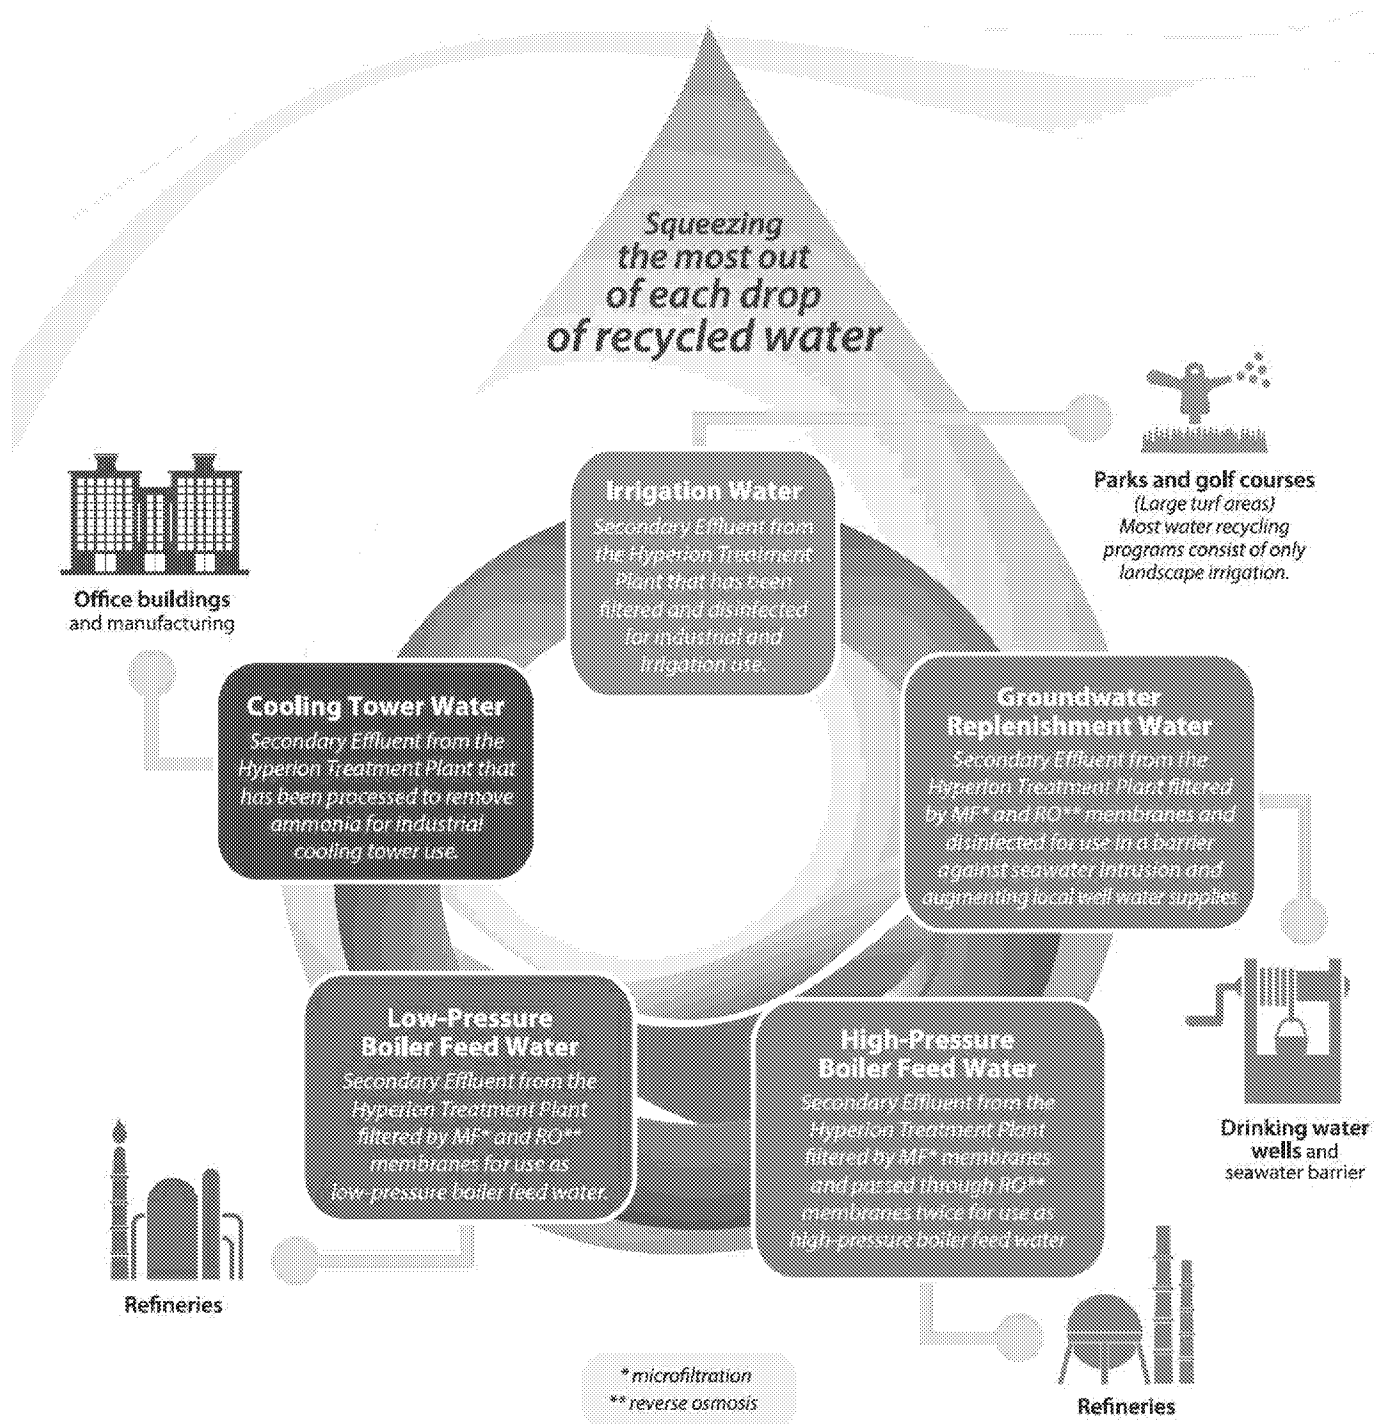 Squeezing
the most out
of each drop
of recycled water
Parks and golf courses
(Large turf areas)
Most water recycling
programs consist of only
landscape irrigation.
Irrigation Water
Secondary Effluent from
the Hyperion Treatment
Plant that has been
filtered and disinfected
for industrial and
irrigation use.
Office buildings
and manufacturing
Cooling Tower Water
Secondary Effluent from the
Hyperion Treatment Plant that
has been processed to remove
ammonia for industrial
cooling tower use.
Groundwater
Replenishment Water
Secondary Effluent from the
Hyperion Treatment Plant filtered
by MF* and RO** membranes and
disinfected for use in a barrier
against seawater intrusion and
augmenting local well water supplies
Drinking water
wells and
seawater barrier
Low-Pressure
Boiler Feed Water
Secondary Effluent from the
Hyperion Treatment Plant
filtered by MF* and RO**
membranes for use as
low-pressure boiler feed water.
Refineries
High-Pressure
Boiler Feed Water
Secondary Effluent from the
Hyperion Treatment Plant
filtered by MF* membranes
and passed through RO**
membranes twice for use as
high-pressure boiler feed water
Refineries
* microfiltration
** reverse osmosis